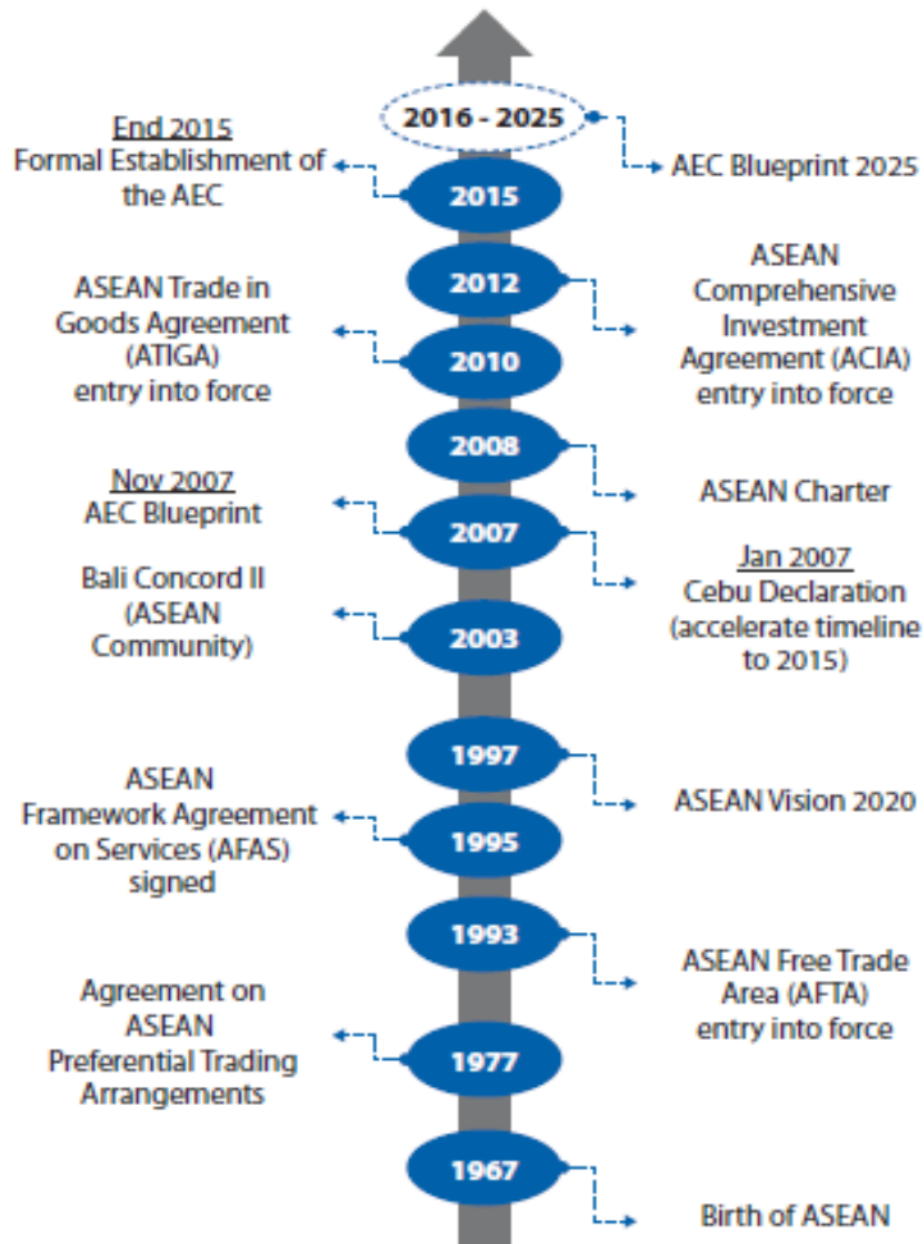 2016 - 2025
End 2015
Formal Establishment of
the AEC
AEC Blueprint 2025
2015
2012
ASEAN
Comprehensive
Investment
Agreement (ACIA)
entry into force
ASEAN Trade in
Goods Agreement
(ATIGA)
entry into force
2010
2008
ASEAN Charter
Nov 2007
AEC Blueprint
2007
Jan 2007
Cebu Declaration
(accelerate timeline
to 2015)
Bali Concord II
(ASEAN
Community)
2003
1997
ASEAN Vision 2020
ASEAN
Framework Agreement
on Services (AFAS)
signed
1995
1993
ASEAN Free Trade
Area (AFTA)
entry into force
Agreement on
ASEAN
Preferential Trading
Arrangements
1977
1967
Birth of ASEAN